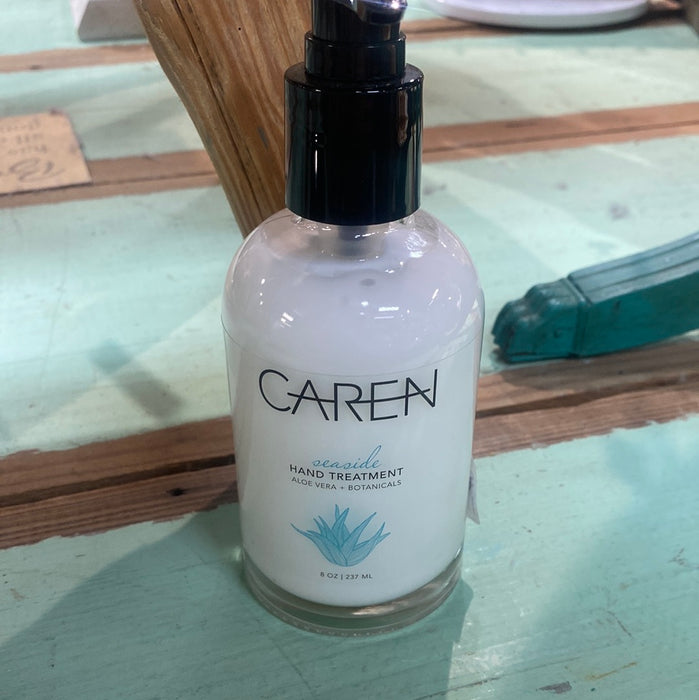 CAREN
seaside
HAND TREATMENT
ALOE VERA + BOTANICALS
8 OZ | 237 ML